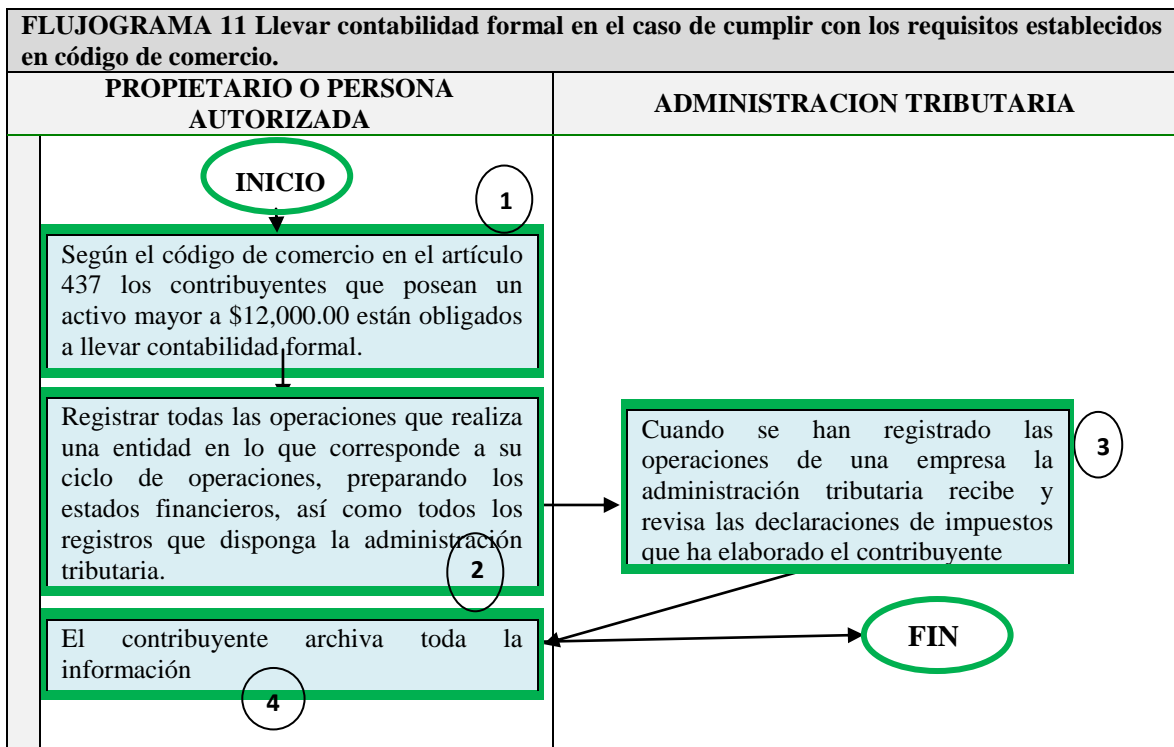 FLUJOGRAMA 11 Llevar contabilidad formal en el caso de cumplir con los requisitos establecidos
en código de comercio.
PROPIETARIO O PERSONA
AUTORIZADA
ADMINISTRACION TRIBUTARIA
INICIO
1
Según el código de comercio en el artículo
437 los contribuyentes que posean un
activo mayor a $12,000.00 están obligados
a llevar contabilidad formal.
Registrar todas las operaciones que realiza
una entidad en lo que corresponde a su
ciclo de operaciones, preparando los
estados financieros, así como todos los
registros que disponga la administración
tributaria.
2
Cuando se han registrado las
operaciones de una empresa la
administración tributaria recibe y
revisa las declaraciones de impuestos
que ha elaborado el contribuyente
3
El contribuyente archiva toda la
información
4
FIN